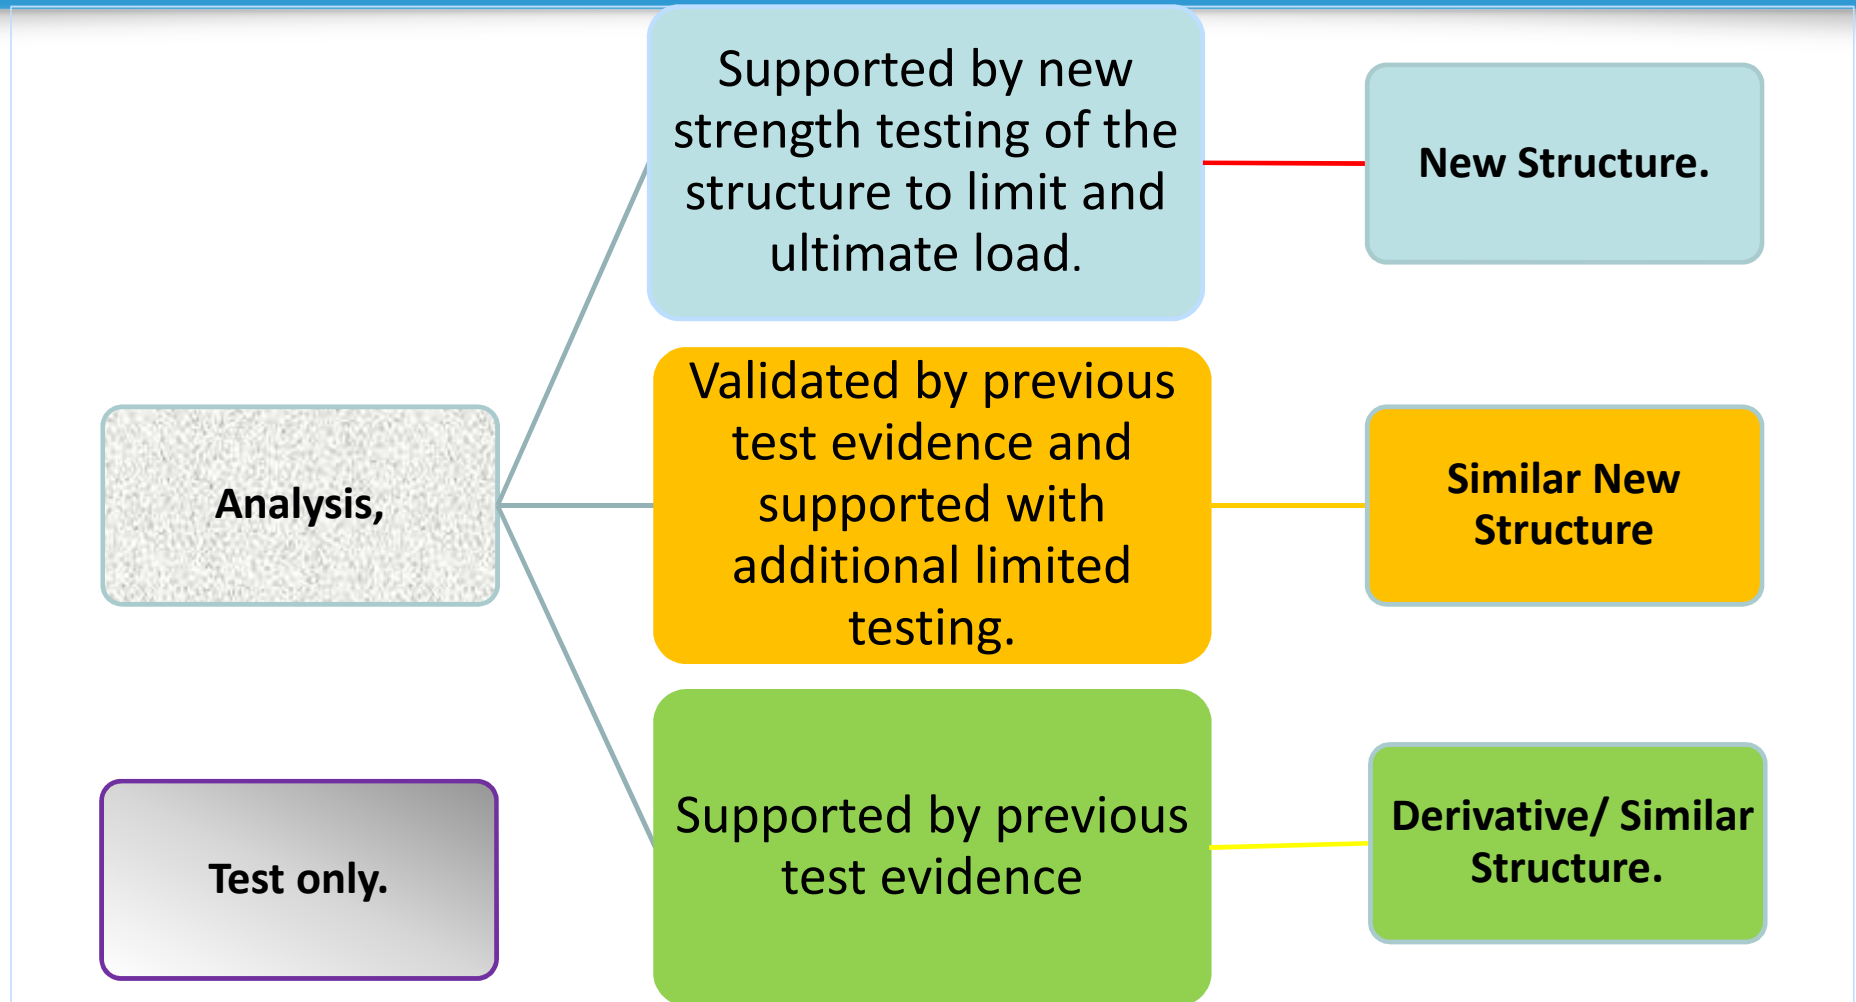 Supported by new
strength testing of the
structure to limit and
ultimate load.
New Structure.
Analysis,
Validated by previous
test evidence and
supported with
additional limited
testing.
Similar New
Structure
Test only.
Supported by previous
test evidence
Derivative/ Similar
Structure.